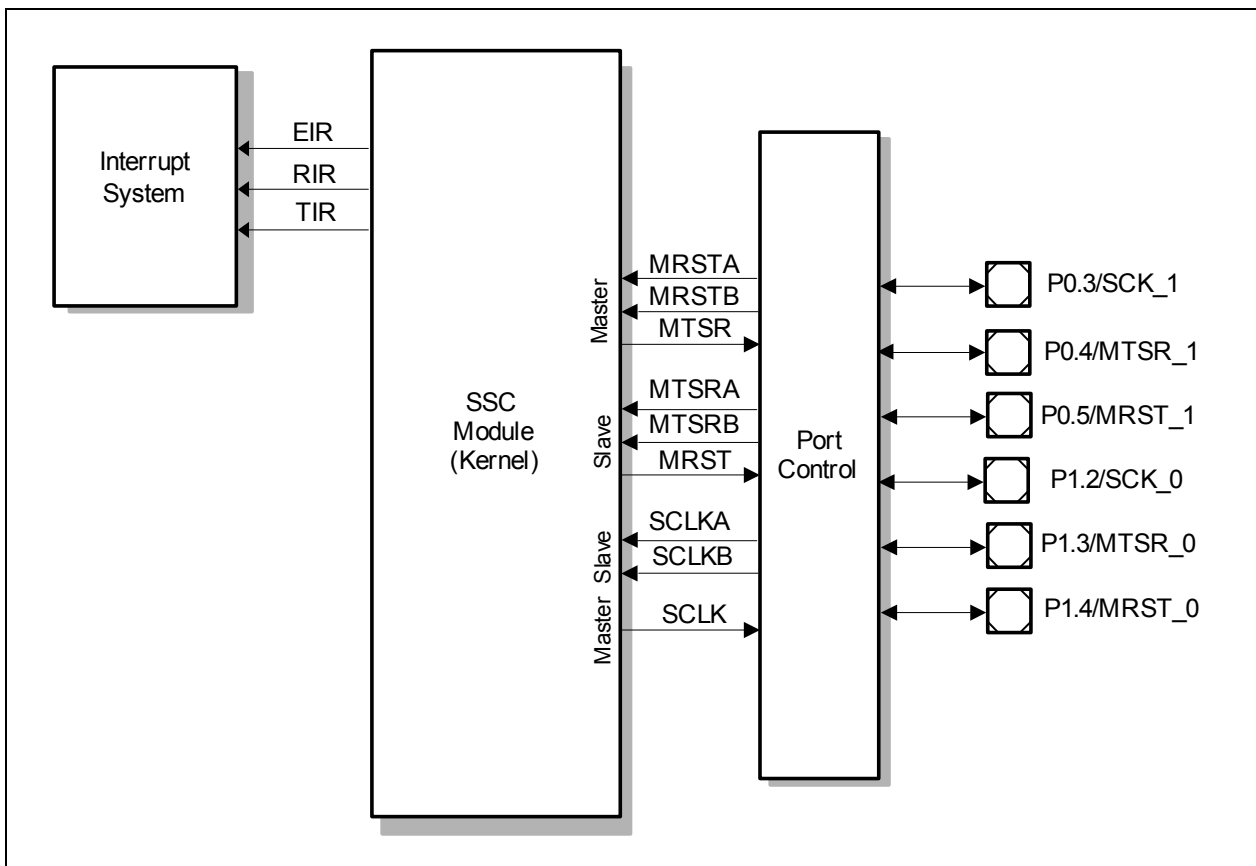 Interrupt
System
EIR
RIR
TIR
SSC
Module
(Kernel)
Master
Slave
Slave
Master
MRSTA
MRSTB
MTSR
MTSRA
MTSRB
MRST
SCLKA
SCLKB
SCLK
Port
Control
P0.3/SCK_1
P0.4/MTSR_1
P0.5/MRST_1
P1.2/SCK_0
P1.3/MTSR_0
P1.4/MRST_0